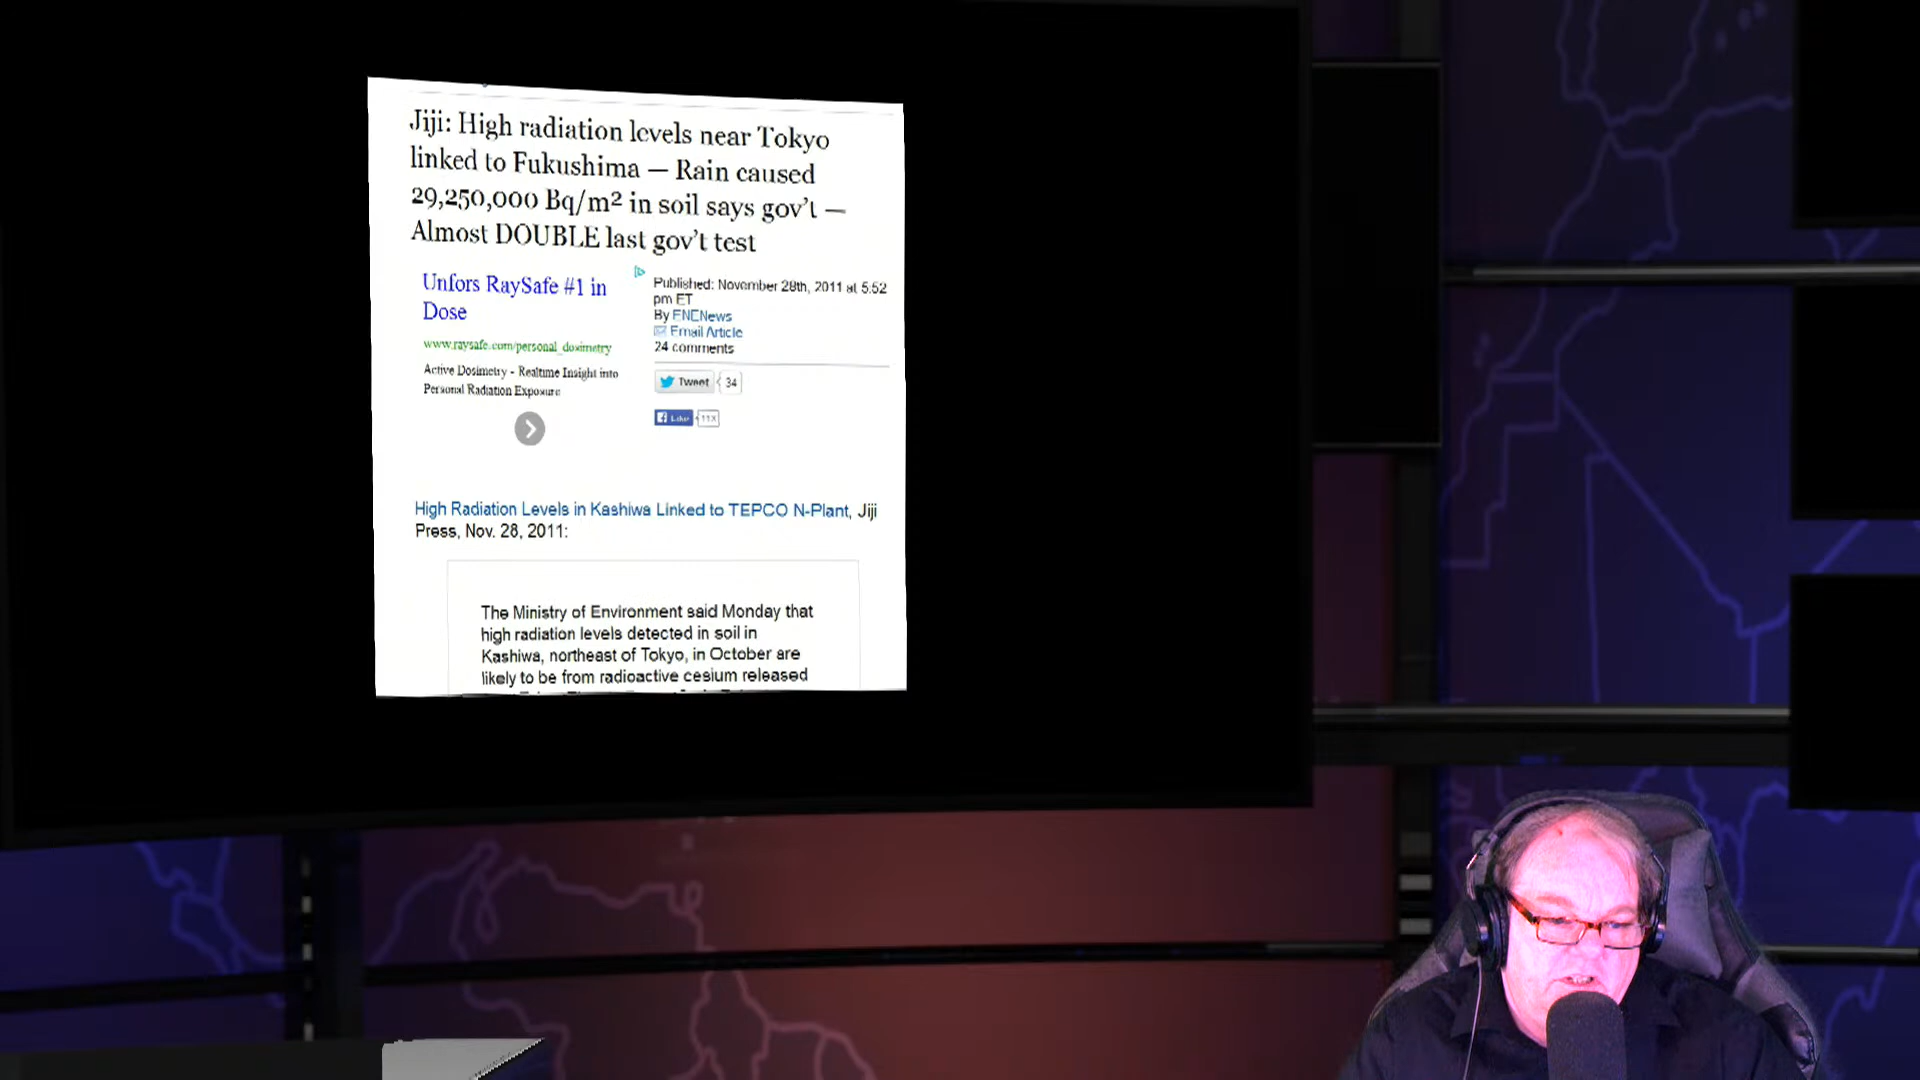 Jiji: High radiation levels near Tokyo
linked to Fukushima — Rain caused
29,250,000 Bq/m² in soil says gov't —
Almost DOUBLE last gov't test
Unfors RaySafe #1 in
Dose
www.raysafe.com/personal_dosimetry
Active Dosimetry - Realtime Insight into
Personal Radiation Exposure
Published: November 28th, 2011 at 5:52
pm ET
By ENENews
Email Article
24 comments
Tweet 34
Like
High Radiation Levels in Kashiwa Linked to TEPCO N-Plant, Jiji
Press, Nov. 28, 2011:
The Ministry of Environment said Monday that
high radiation levels detected in soil in
Kashiwa, northeast of Tokyo, in October are
likely to be from radioactive cesium released